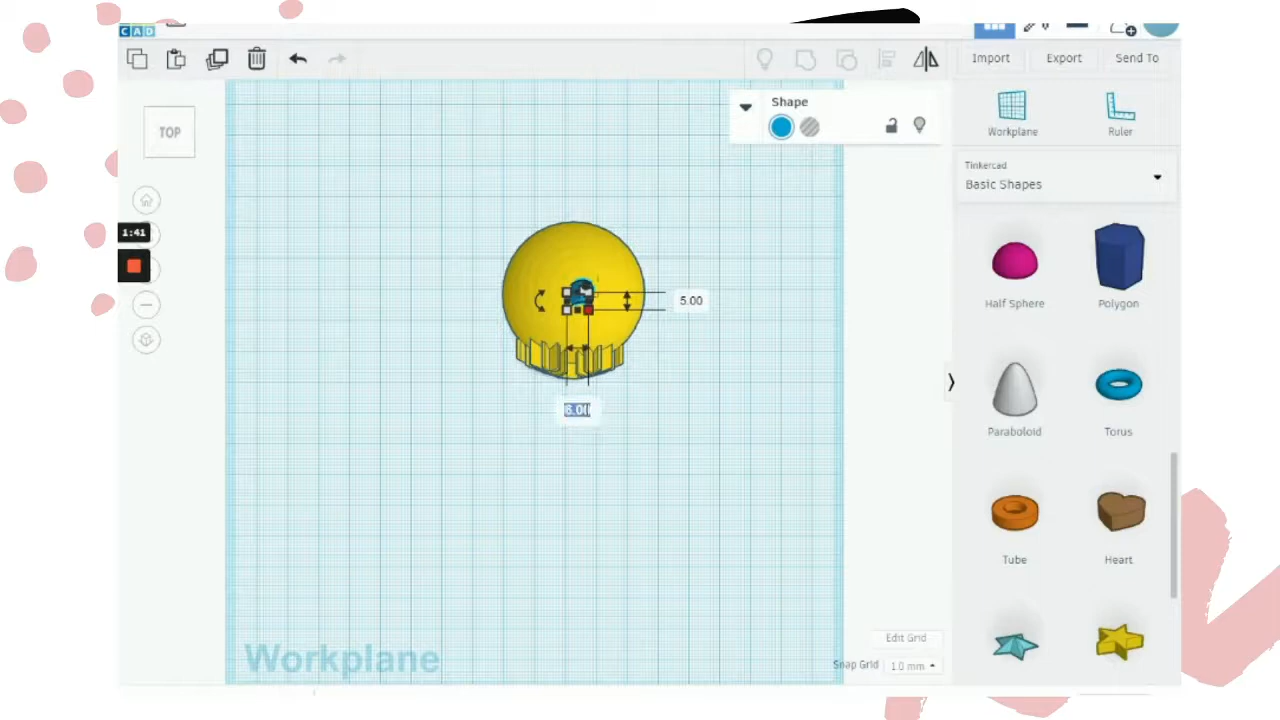 CAD
Import Export Send To
Shape
TOP
Workplane Ruler
Tinkercad
Basic Shapes
1:41
Half Sphere Polygon
5.00
Paraboloid Torus
Tube Heart
Edit Grid
Workplane
Snap Grid 1.0 mm